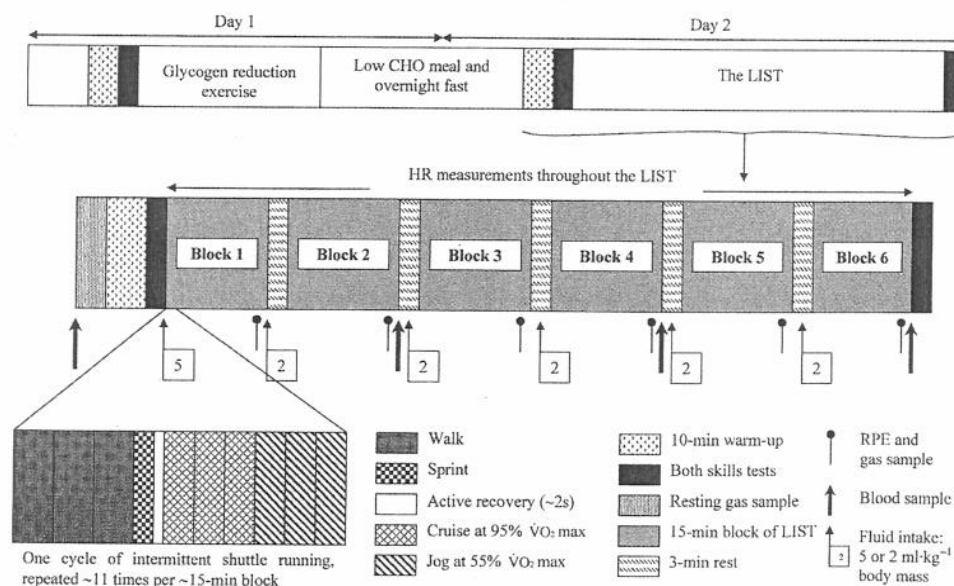 Day 1
Day 2
Glycogen reduction
exercise
Low CHO meal and
overnight fast
The LIST
HR measurements throughout the LIST
Block 1
Block 2
Block 3
Block 4
Block 5
Block 6
5
2
2
2
2
2
Walk
Sprint
Active recovery (~2s)
Cruise at 95% V̇O₂ max
Jog at 55% V̇O₂ max
10-min warm-up
Both skills tests
Resting gas sample
15-min block of LIST
3-min rest
RPE and
gas sample
Blood sample
Fluid intake:
5 or 2 ml·kg⁻¹
body mass
2
One cycle of intermittent shuttle running,
repeated ~11 times per ~15-min block